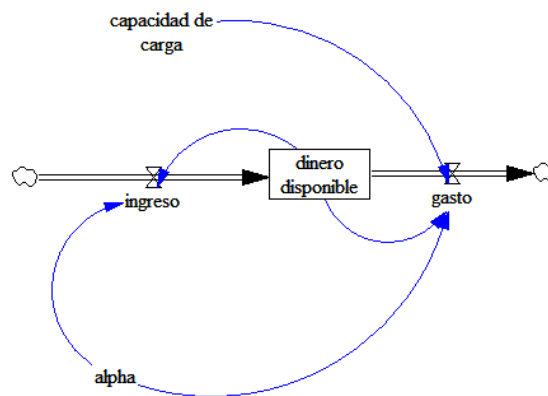 capacidad de
carga
dinero
disponible
ingreso
gasto
alpha